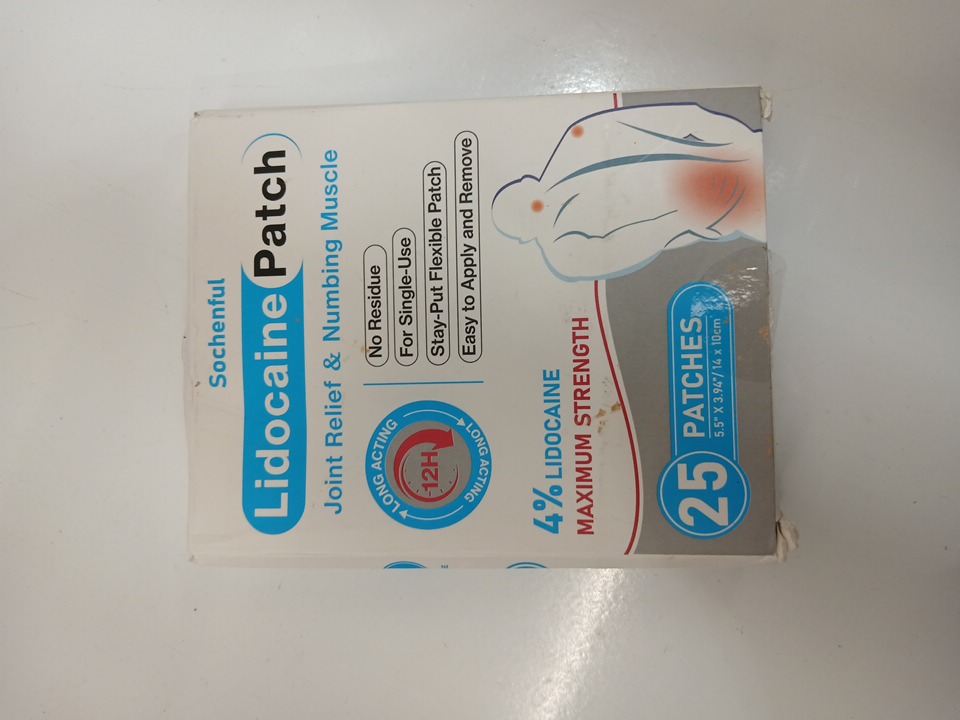 Sochenful
Lidocaine Patch
Joint Relief & Numbing Muscle
LONG ACTING
12H
LONG ACTING
No Residue
For Single-Use
Stay-Put Flexible Patch
Easy to Apply and Remove
4% LIDOCAINE
MAXIMUM STRENGTH
25 PATCHES
5.5" X 3.94"/ 14 x 10cm